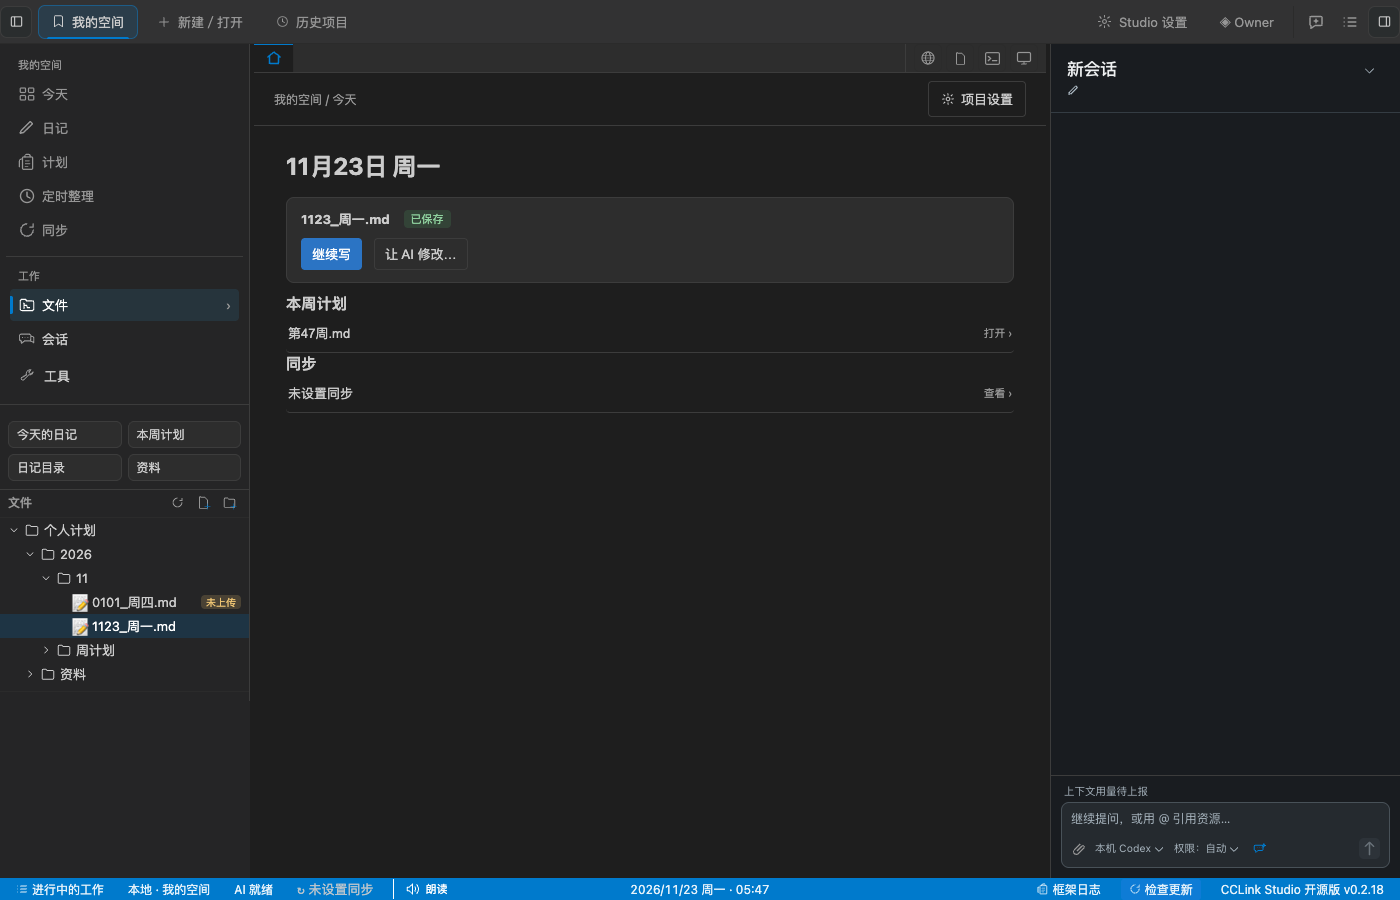 我的空间
新建 / 打开
历史项目
Studio 设置
Owner
我的空间
今天
日记
计划
定时整理
同步
工作
文件
会话
工具
今天的日记
本周计划
日记目录
资料
文件
个人计划
2026
11
0101_周四.md 未上传
1123_周一.md
周计划
资料
我的空间 / 今天
项目设置
11月23日 周一
1123_周一.md 已保存
继续写 让 AI 修改...
本周计划
第47周.md 打开 ›
同步
未设置同步 查看 ›
新会话
上下文用量待上报
继续提问，或用 @ 引用资源...
本机 Codex 权限：自动
进行中的工作 本地 · 我的空间 AI 就绪 未设置同步 朗读 2026/11/23 周一 · 05:47 框架日志 检查更新 CCLink Studio 开源版 v0.2.18